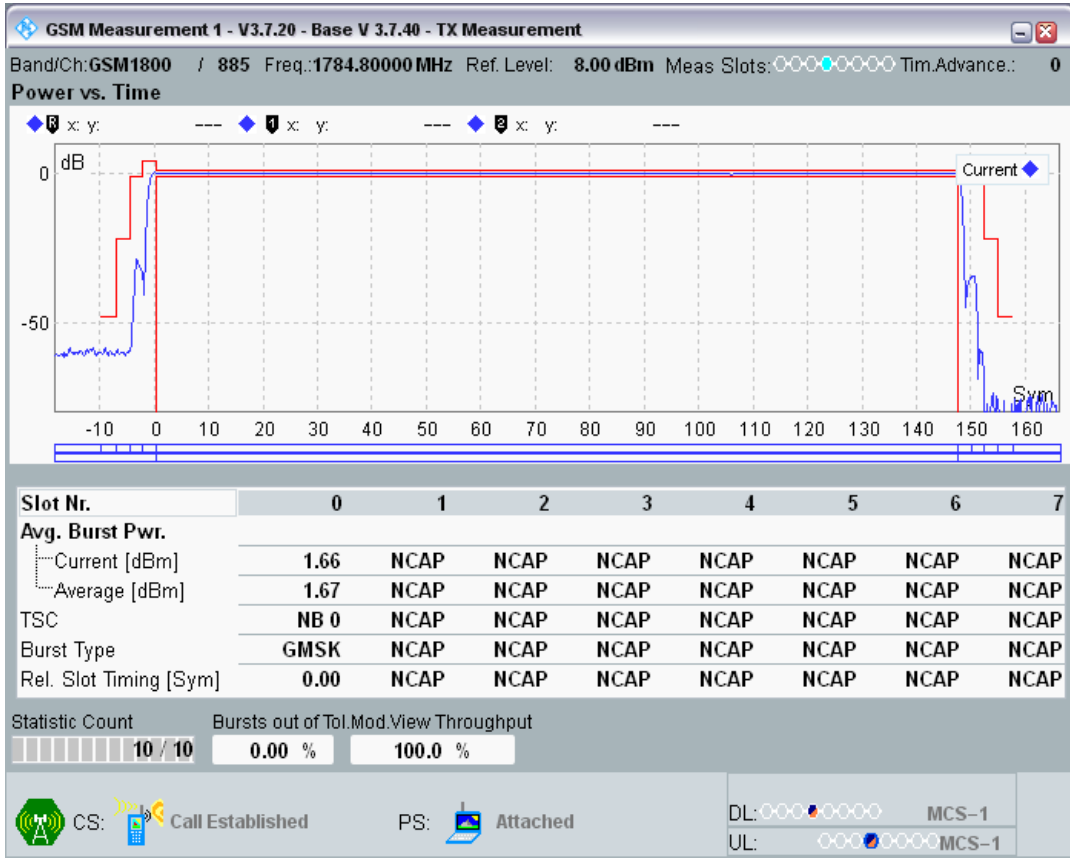 GSM Measurement 1 - V3.7.20 - Base V 3.7.40 - TX Measurement
Band/Ch:GSM1800 / 885 Freq.:1784.80000 MHz Ref. Level: 8.00 dBm Meas Slots: Tim.Advance.: 0
Power vs. Time
R x: y: --- 1 x: y: --- 2 x: y: ---
dB
Current
0
-50
Sym
-10 0 10 20 30 40 50 60 70 80 90 100 110 120 130 140 150 160
Slot Nr. 0 1 2 3 4 5 6 7
Avg. Burst Pwr.
Current [dBm] 1.66 NCAP NCAP NCAP NCAP NCAP NCAP NCAP
Average [dBm] 1.67 NCAP NCAP NCAP NCAP NCAP NCAP NCAP
TSC NB 0 NCAP NCAP NCAP NCAP NCAP NCAP NCAP
Burst Type GMSK NCAP NCAP NCAP NCAP NCAP NCAP NCAP
Rel. Slot Timing [Sym] 0.00 NCAP NCAP NCAP NCAP NCAP NCAP NCAP
Statistic Count Bursts out of Tol.Mod.View Throughput
10 / 10 0.00 % 100.0 %
CS: Call Established PS: Attached
DL: MCS-1
UL: MCS-1